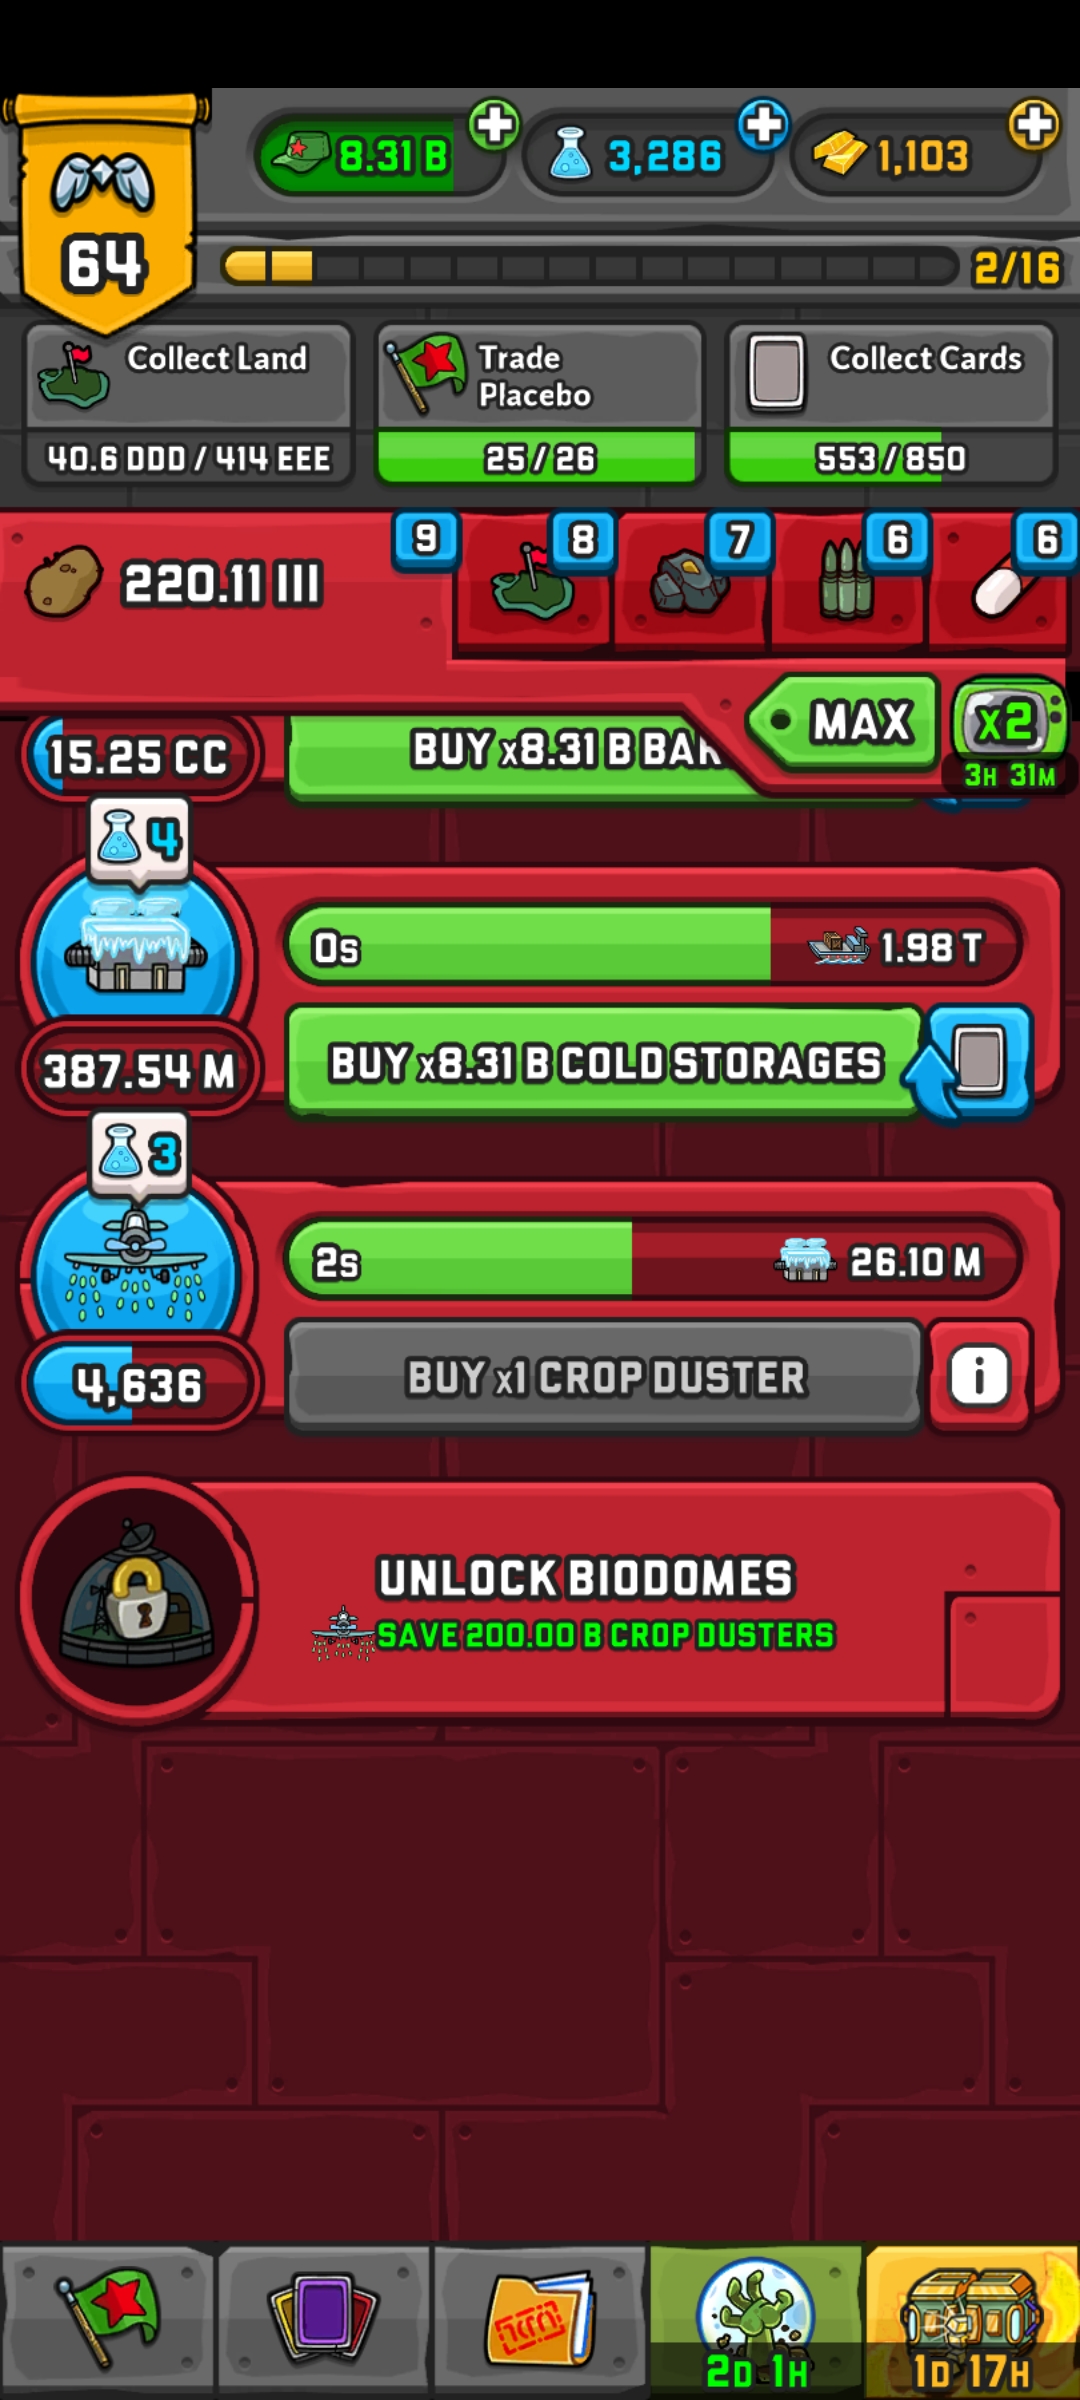 64
8.31 B
3,286
1,103
2/16
Collect Land
40.6 DDD / 414 EEE
Trade
Placebo
25 / 26
Collect Cards
553 / 850
220.11 III
9
8
7
6
6
MAX
x2
3H 31M
15.25 CC
BUY x8.31 B BAR
4
0s
1.98 T
387.54 M
BUY x8.31 B COLD STORAGES
3
2s
26.10 M
4,636
BUY x1 CROP DUSTER
i
UNLOCK BIODOMES
SAVE 200.00 B CROP DUSTERS
2D 1H
1D 17H